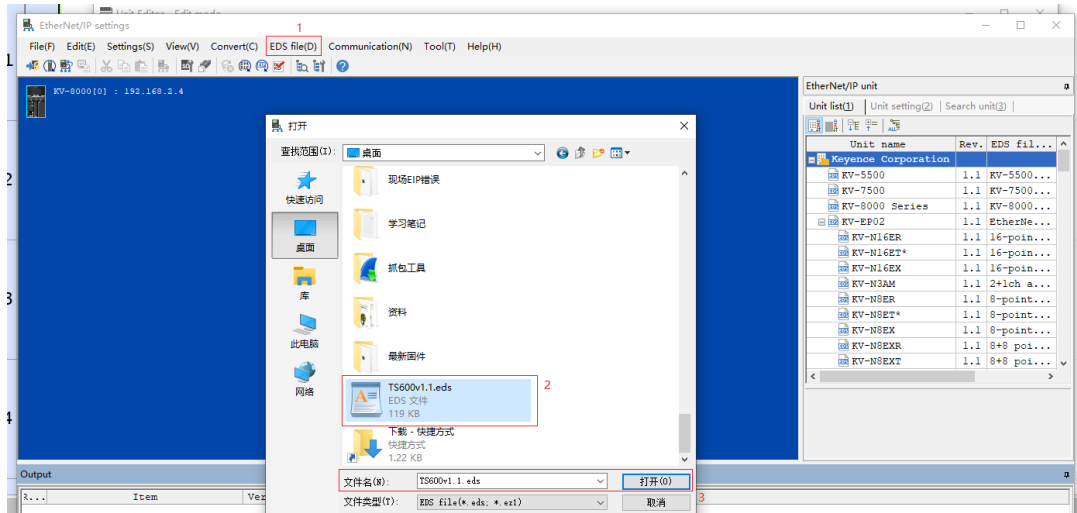 Unit Editor - Edit mode
EtherNet/IP settings
1
File(F) Edit(E) Settings(S) View(V) Convert(C) EDS file(D) Communication(N) Tool(T) Help(H)
KV-8000[0] : 192.168.2.4
EtherNet/IP unit
Unit list(1) Unit setting(2) Search unit(3)
Unit name Rev. EDS fil...
Keyence Corporation
KV-5500 1.1 KV-5500...
KV-7500 1.1 KV-7500...
KV-8000 Series 1.1 KV-8000...
KV-EP02 1.1 EtherNe...
KV-N16ER 1.1 16-poin...
KV-N16ET* 1.1 16-poin...
KV-N16EX 1.1 16-poin...
KV-N3AM 1.1 2+1ch a...
KV-N8ER 1.1 8-point...
KV-N8ET* 1.1 8-point...
KV-N8EX 1.1 8-point...
KV-N8EXR 1.1 8+8 poi...
KV-N8EXT 1.1 8+8 poi...
打开
查找范围(I): 桌面
快速访问
桌面
库
此电脑
网络
现场EIP错误
学习笔记
抓包工具
资料
最新固件
TS600v1.1.eds
EDS 文件
119 KB
2
下载 - 快捷方式
快捷方式
1.22 KB
文件名(N): TS600v1.1.eds 打开(O)
3
文件类型(T): EDS file(*.eds; *.ez1) 取消
Output
R... Item Ver
1
2
3
4